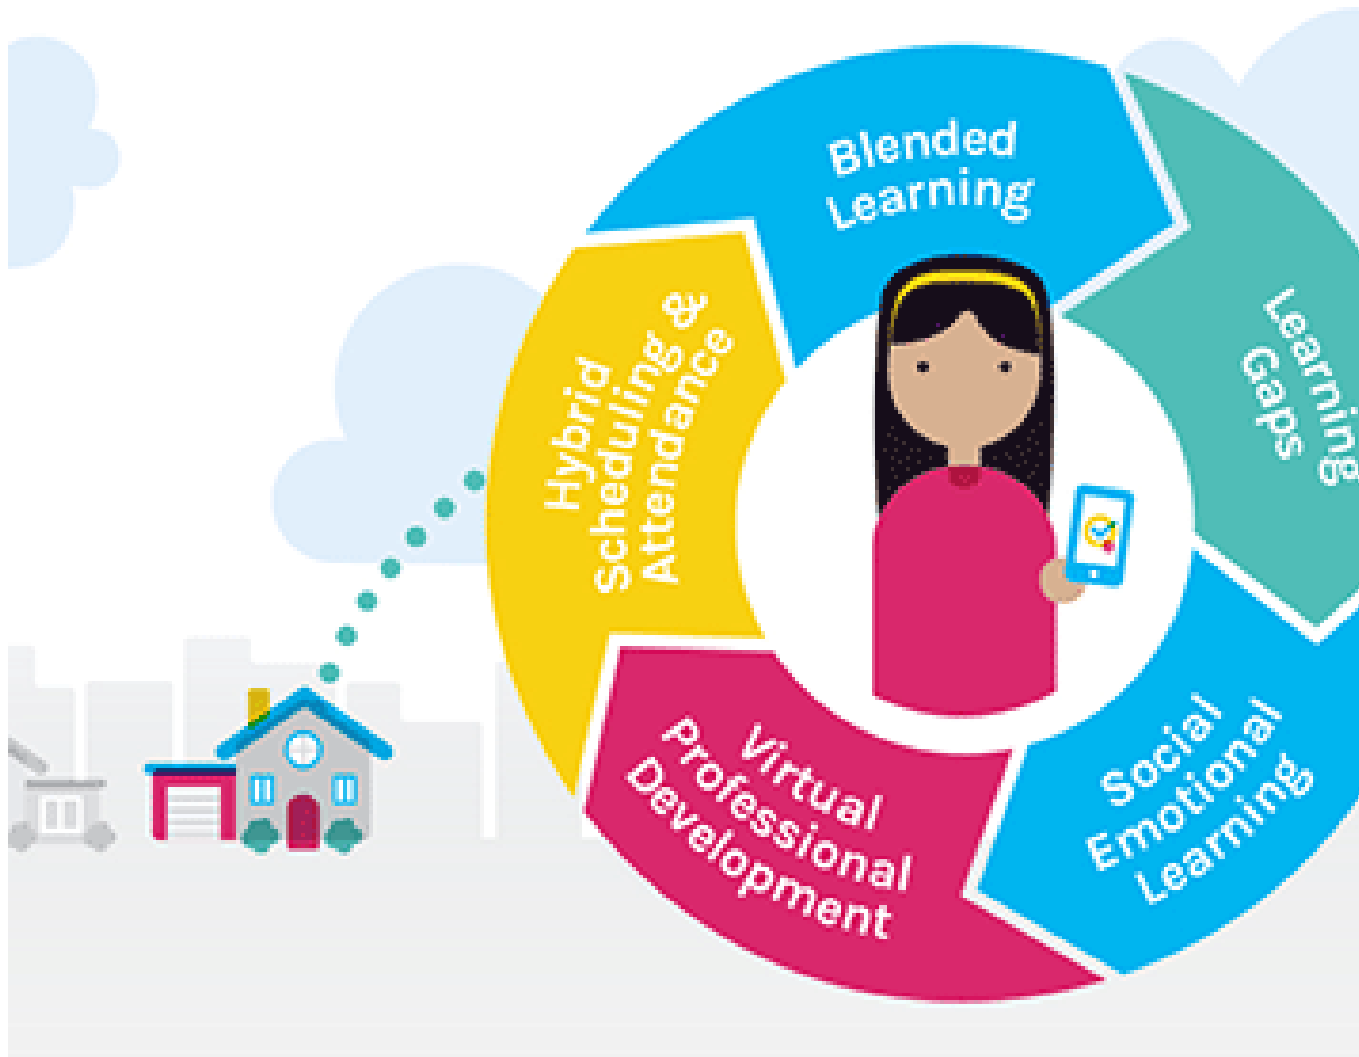 Blended
Learning
Learning
Gaps
Social
Emotional
Learning
Virtual
Professional
Development
Hybrid
Scheduling &
Attendance